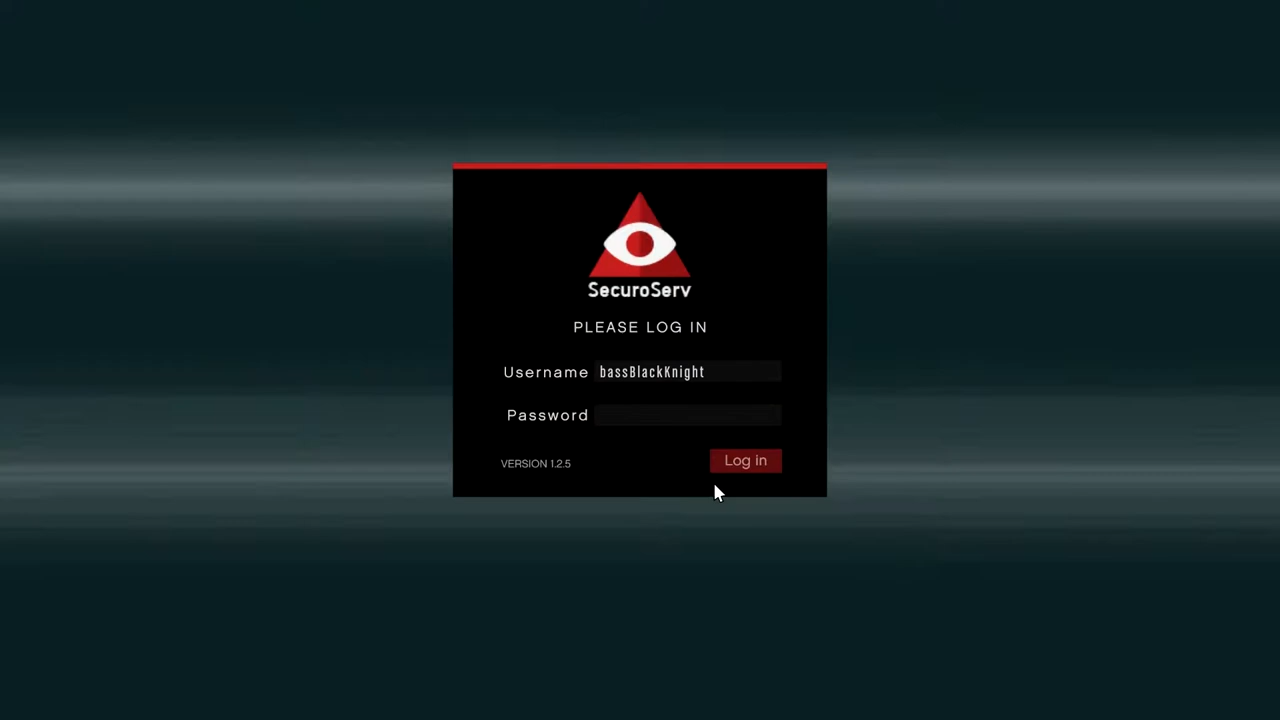 SecuroServ
PLEASE LOG IN
Username bassBlackKnight
Password
VERSION 1.2.5 Log in